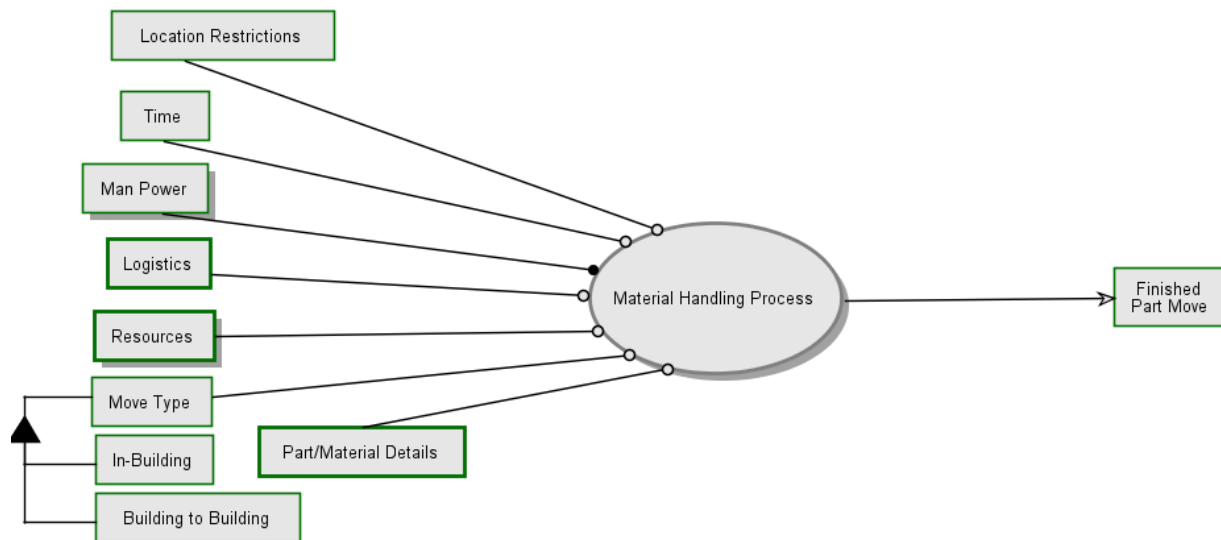 Location Restrictions
Time
Man Power
Logistics
Resources
Move Type
In-Building
Building to Building
Part/Material Details
Material Handling Process
Finished
Part Move